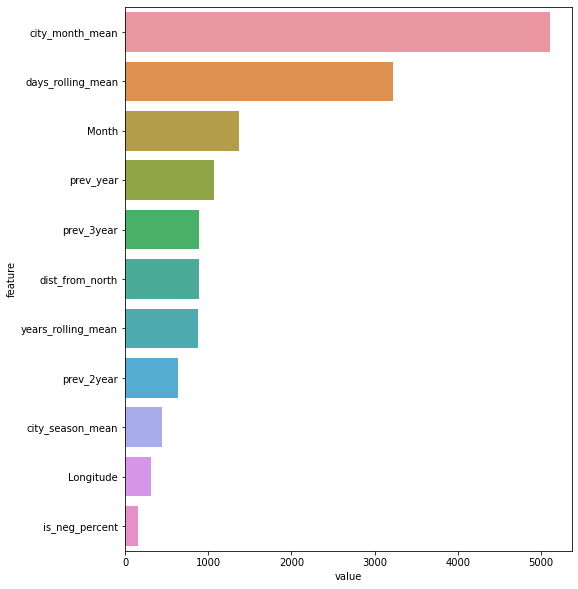 city_month_mean
days_rolling_mean
Month
prev_year
prev_3year
dist_from_north
years_rolling_mean
prev_2year
city_season_mean
Longitude
is_neg_percent
feature
0 1000 2000 3000 4000 5000
value